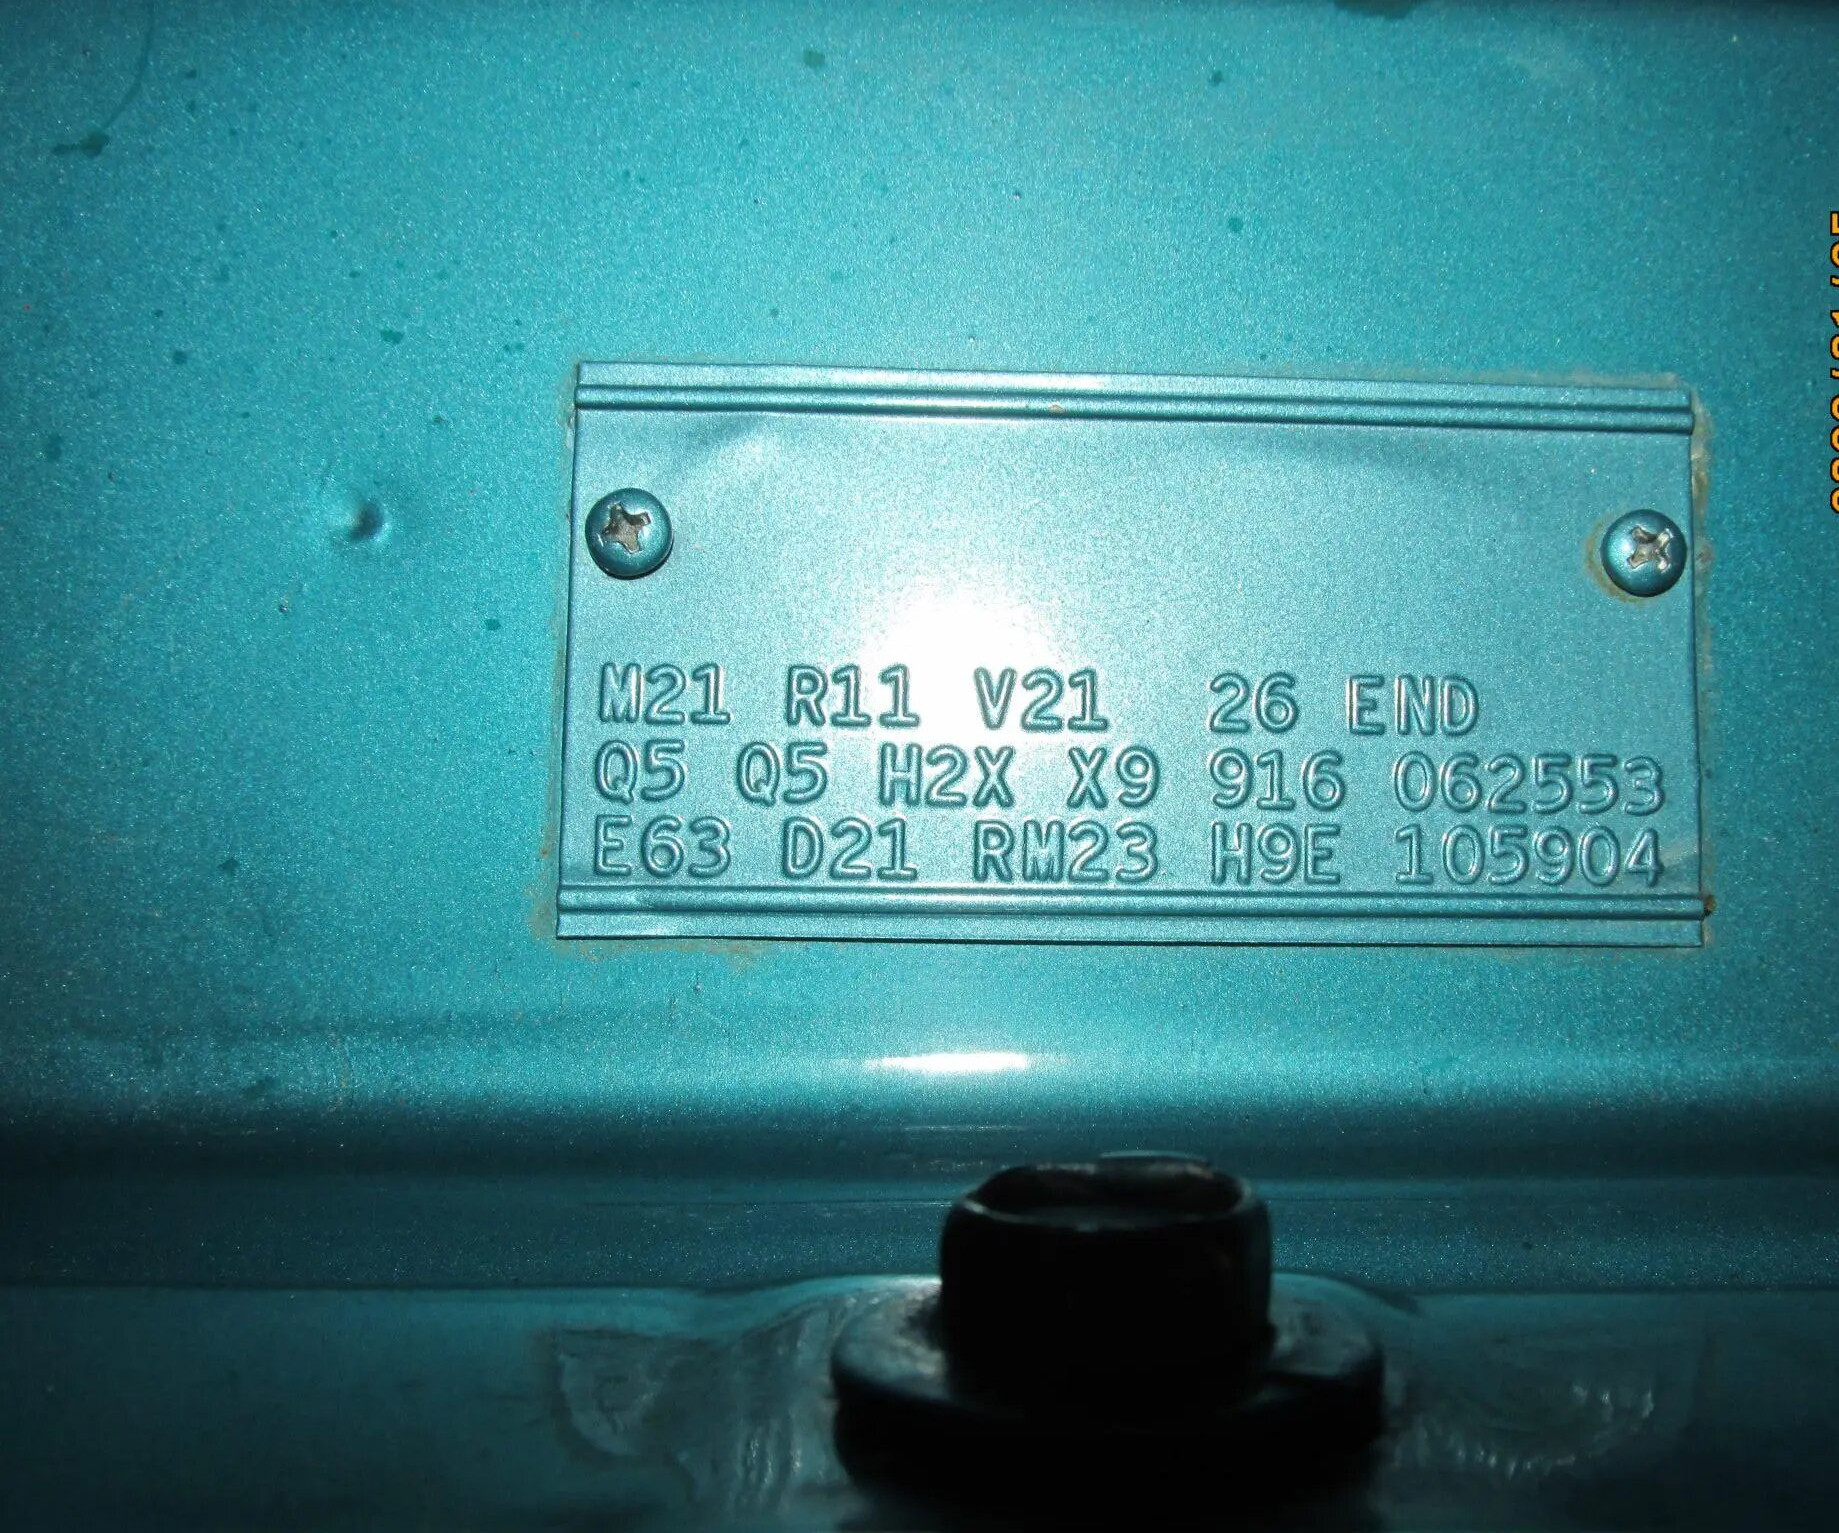 M21 R11 V21 26 END
Q5 Q5 H2X X9 916 062553
E63 D21 RM23 H9E 105904